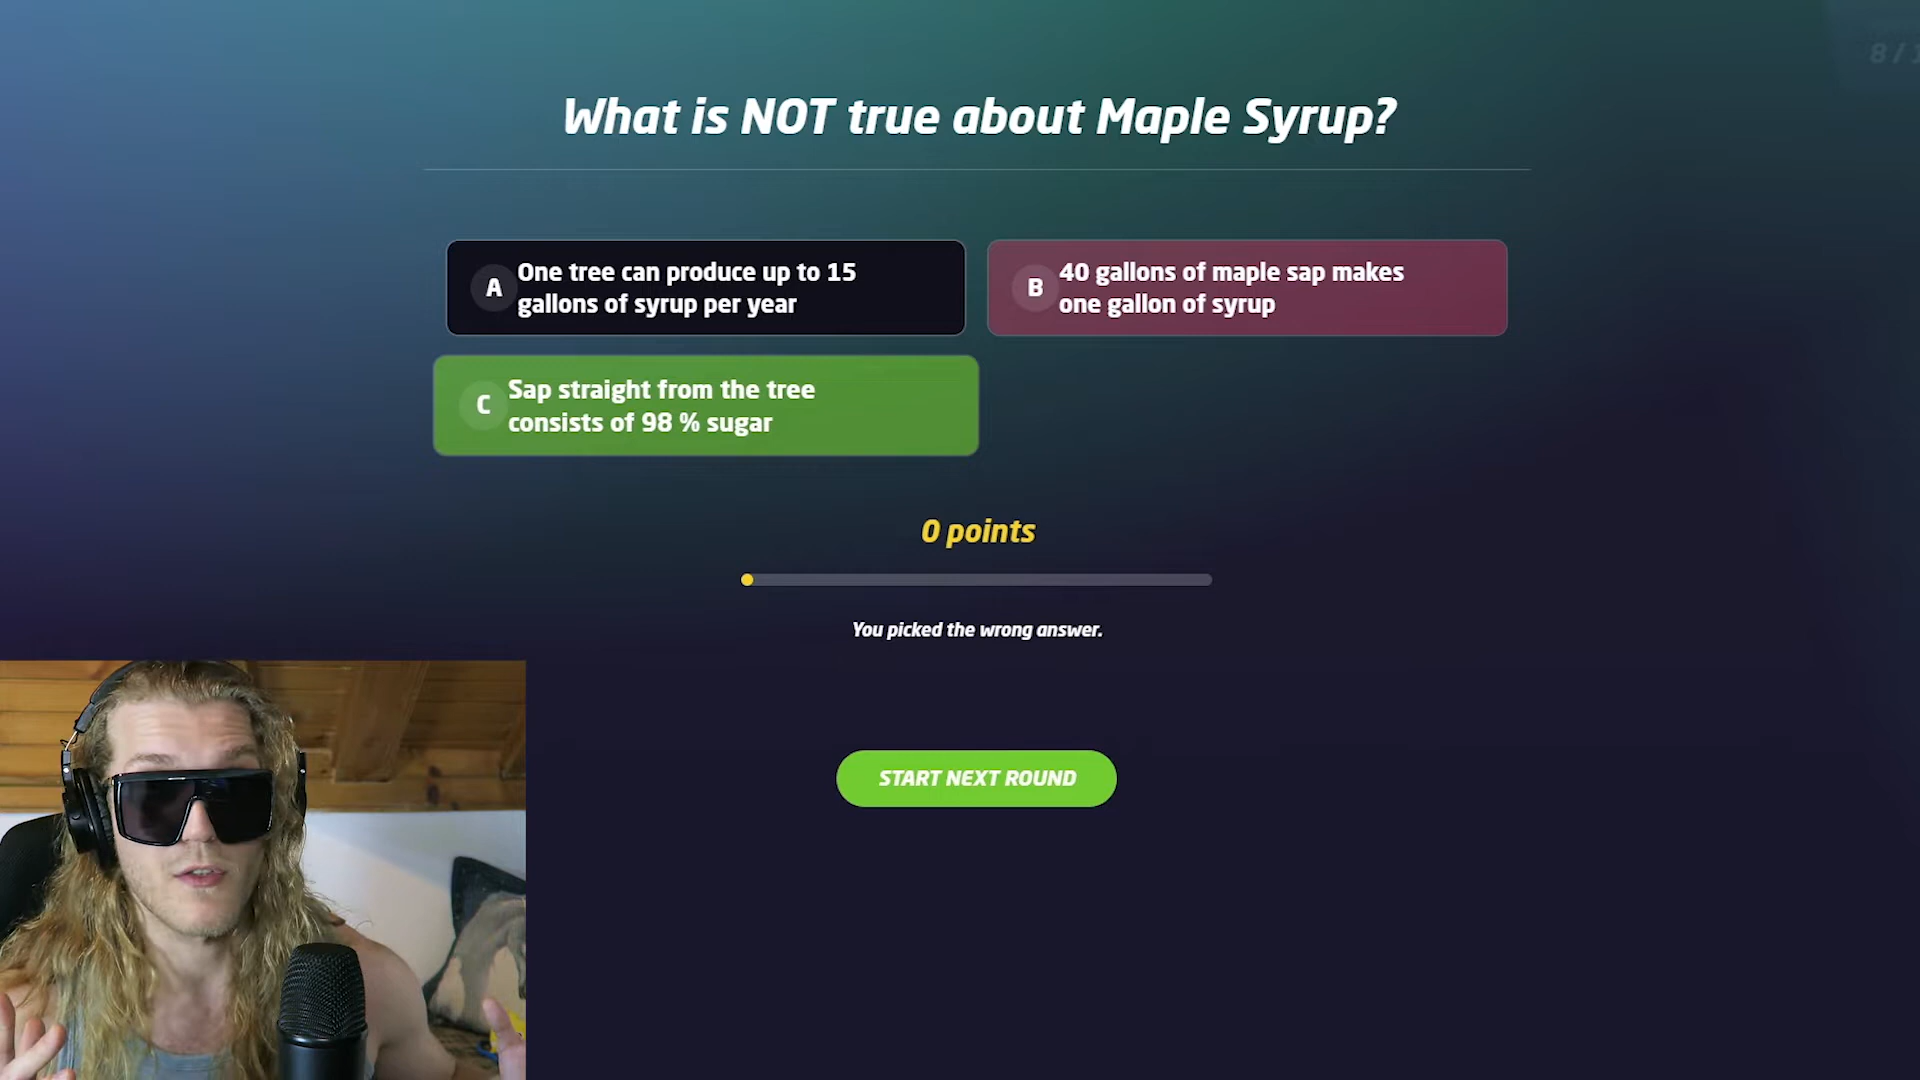 8 / 1
What is NOT true about Maple Syrup?
A
One tree can produce up to 15
gallons of syrup per year
B
40 gallons of maple sap makes
one gallon of syrup
C
Sap straight from the tree
consists of 98 % sugar
0 points
You picked the wrong answer.
START NEXT ROUND